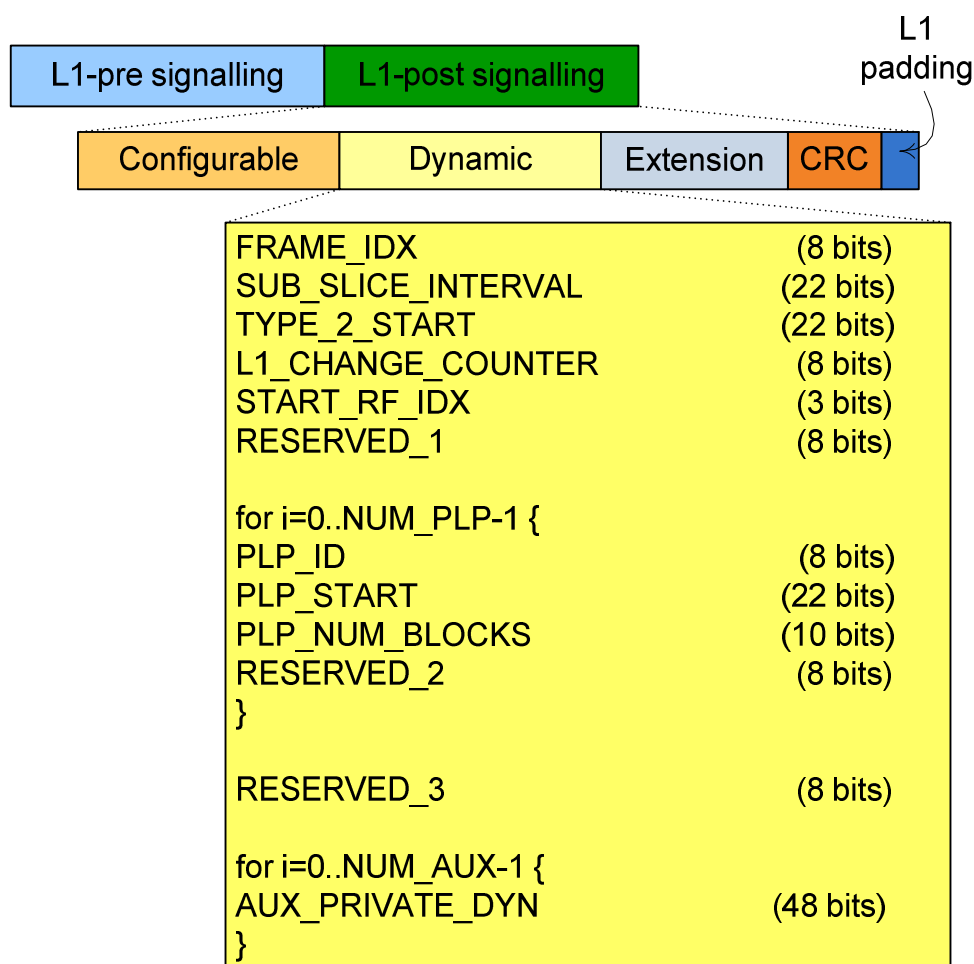 L1
padding
L1-pre signalling L1-post signalling
Configurable Dynamic Extension CRC
FRAME_IDX (8 bits)
SUB_SLICE_INTERVAL (22 bits)
TYPE_2_START (22 bits)
L1_CHANGE_COUNTER (8 bits)
START_RF_IDX (3 bits)
RESERVED_1 (8 bits)
for i=0..NUM_PLP-1 {
PLP_ID (8 bits)
PLP_START (22 bits)
PLP_NUM_BLOCKS (10 bits)
RESERVED_2 (8 bits)
}
RESERVED_3 (8 bits)
for i=0..NUM_AUX-1 {
AUX_PRIVATE_DYN (48 bits)
}